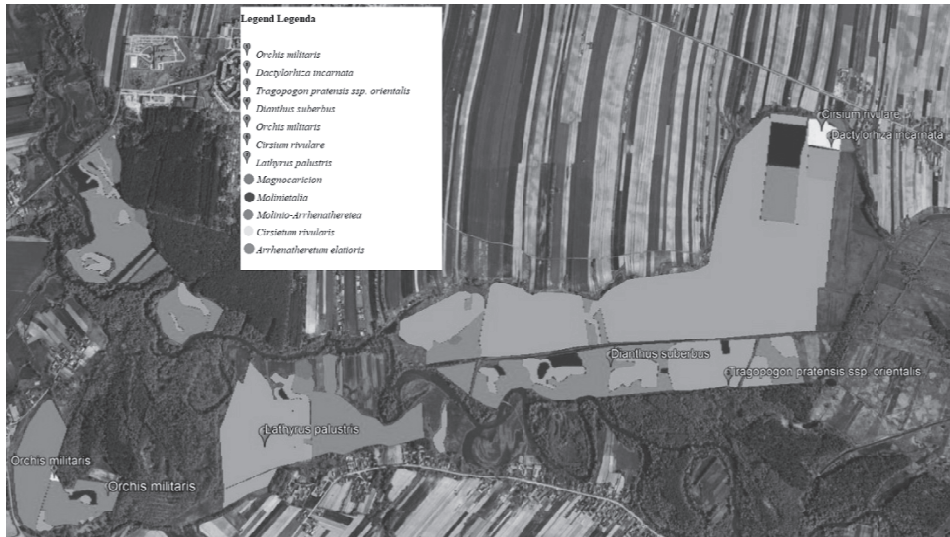 Legend Legenda
Orchis militaris
Dactylorhiza incarnata
Tragopogon pratensis ssp. orientalis
Dianthus suberbus
Orchis militaris
Cirsium rivulare
Lathyrus palustris
Magnocaricion
Molinietalia
Molinio-Arrhenatheretea
Cirsietum rivularis
Arrhenatheretum elatioris
Cirsium rivulare
Dactylorhiza incarnata
Dianthus suberbus
Tragopogon pratensis ssp. orientalis
Lathyrus palustris
Orchis militaris
Orchis militaris